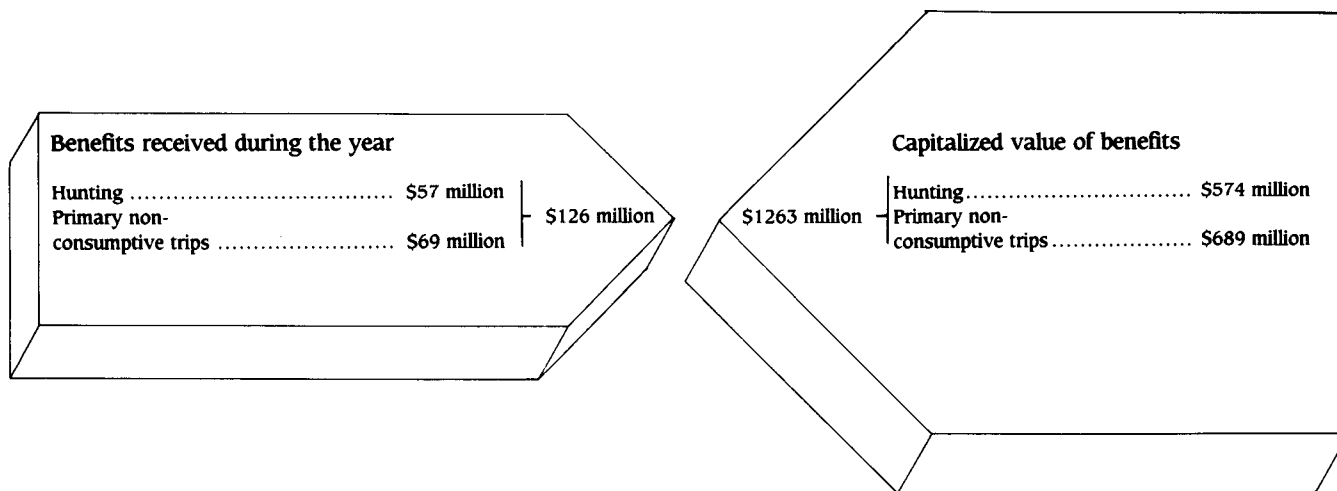 Benefits received during the year
Hunting ........................................ $57 million
Primary non-
consumptive trips ........................... $69 million
$126 million
Capitalized value of benefits
$1263 million
Hunting................................... $574 million
Primary non-
consumptive trips.................... $689 million